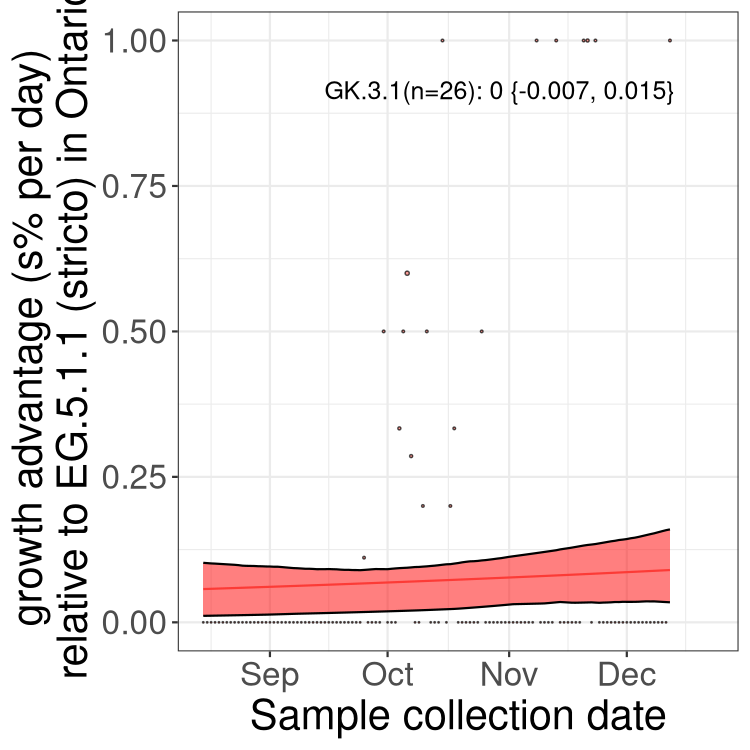 growth advantage (s% per day)
relative to EG.5.1.1 (stricto) in Ontario
1.00
GK.3.1(n=26): 0 {-0.007, 0.015}
0.75
0.50
0.25
0.00
Sep Oct Nov Dec
Sample collection date